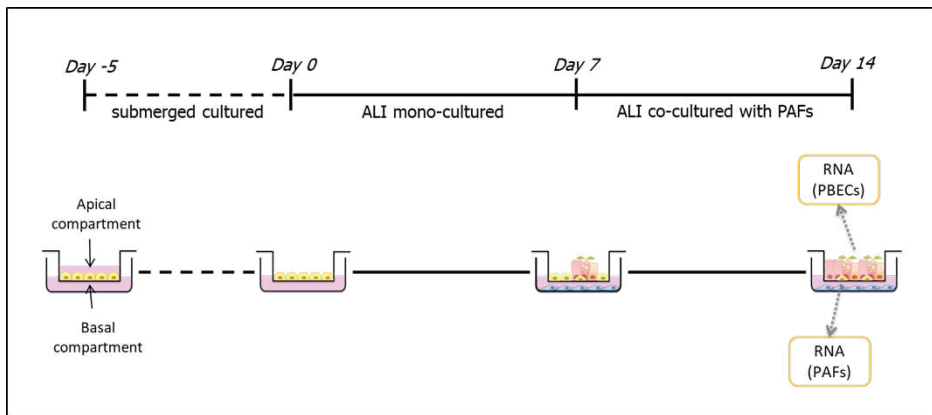 Day -5
Day 0
Day 7
Day 14
submerged cultured
ALI mono-cultured
ALI co-cultured with PAFs
RNA
(PBECs)
Apical
compartment
Basal
compartment
RNA
(PAFs)